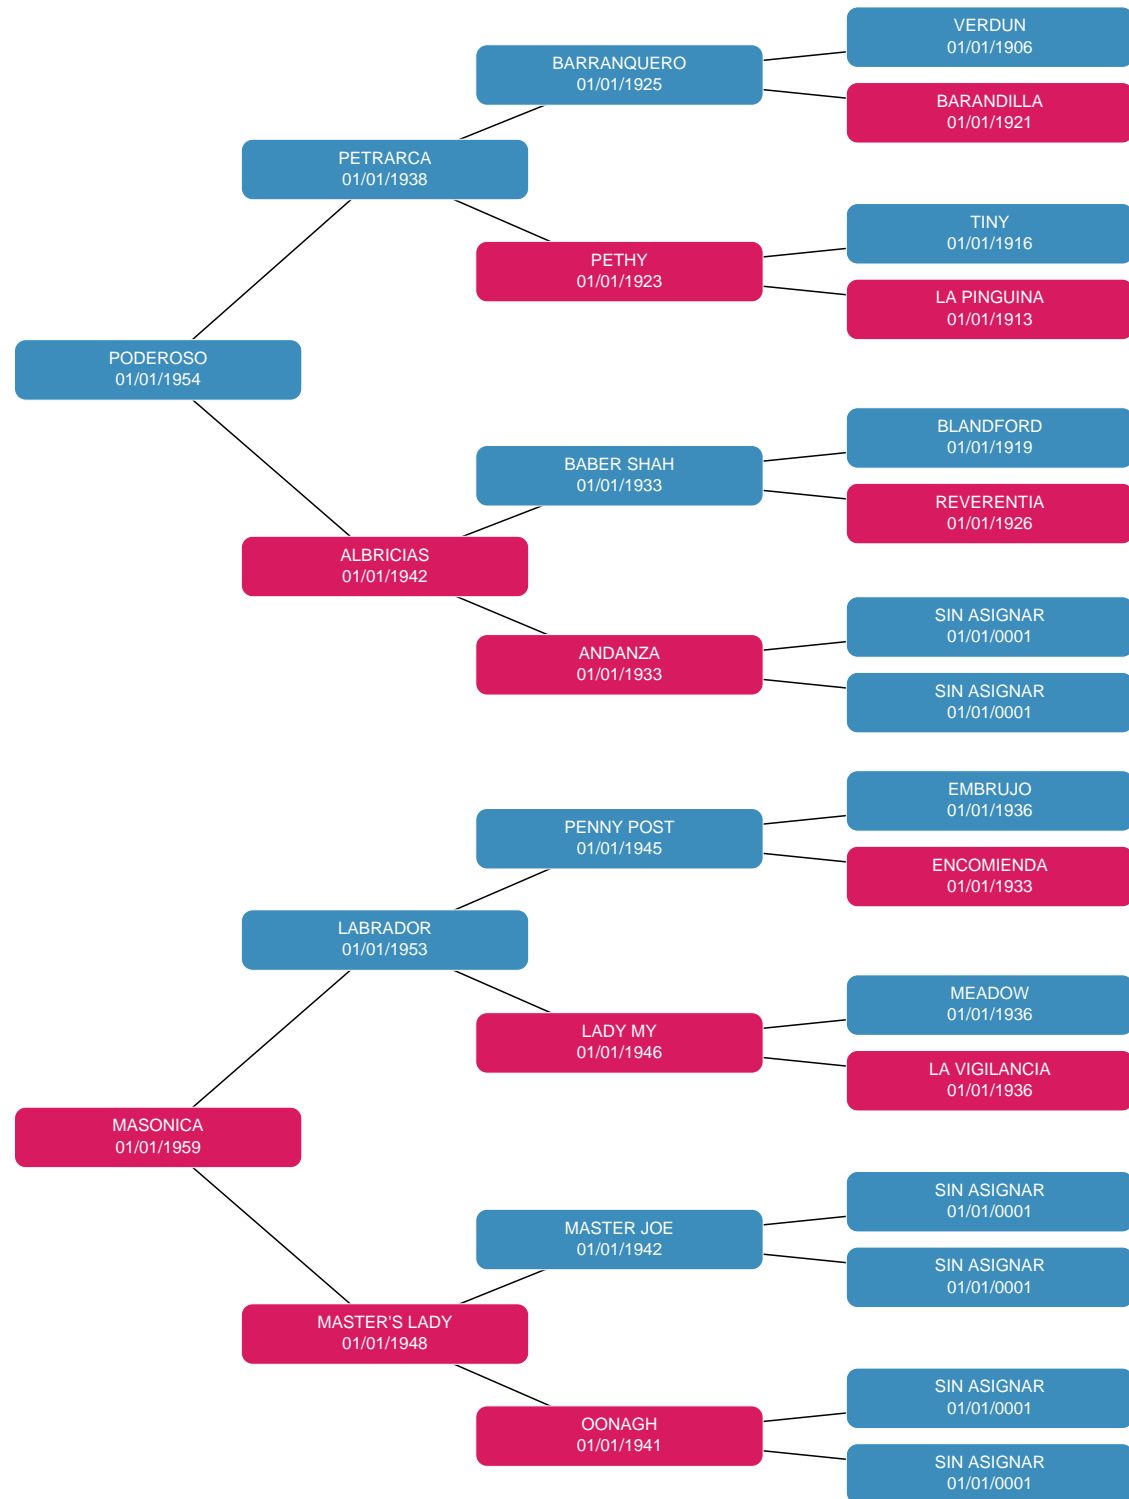 VERDUN
01/01/1906
BARRANQUERO
01/01/1925
BARANDILLA
01/01/1921
PETRARCA
01/01/1938
TINY
01/01/1916
PETHY
01/01/1923
LA PINGUINA
01/01/1913
PODEROSO
01/01/1954
BLANDFORD
01/01/1919
BABER SHAH
01/01/1933
REVERENTIA
01/01/1926
ALBRICIAS
01/01/1942
SIN ASIGNAR
01/01/0001
ANDANZA
01/01/1933
SIN ASIGNAR
01/01/0001
EMBRUJO
01/01/1936
PENNY POST
01/01/1945
ENCOMIENDA
01/01/1933
LABRADOR
01/01/1953
MEADOW
01/01/1936
LADY MY
01/01/1946
LA VIGILANCIA
01/01/1936
MASONICA
01/01/1959
SIN ASIGNAR
01/01/0001
MASTER JOE
01/01/1942
SIN ASIGNAR
01/01/0001
MASTER'S LADY
01/01/1948
SIN ASIGNAR
01/01/0001
OONAGH
01/01/1941
SIN ASIGNAR
01/01/0001